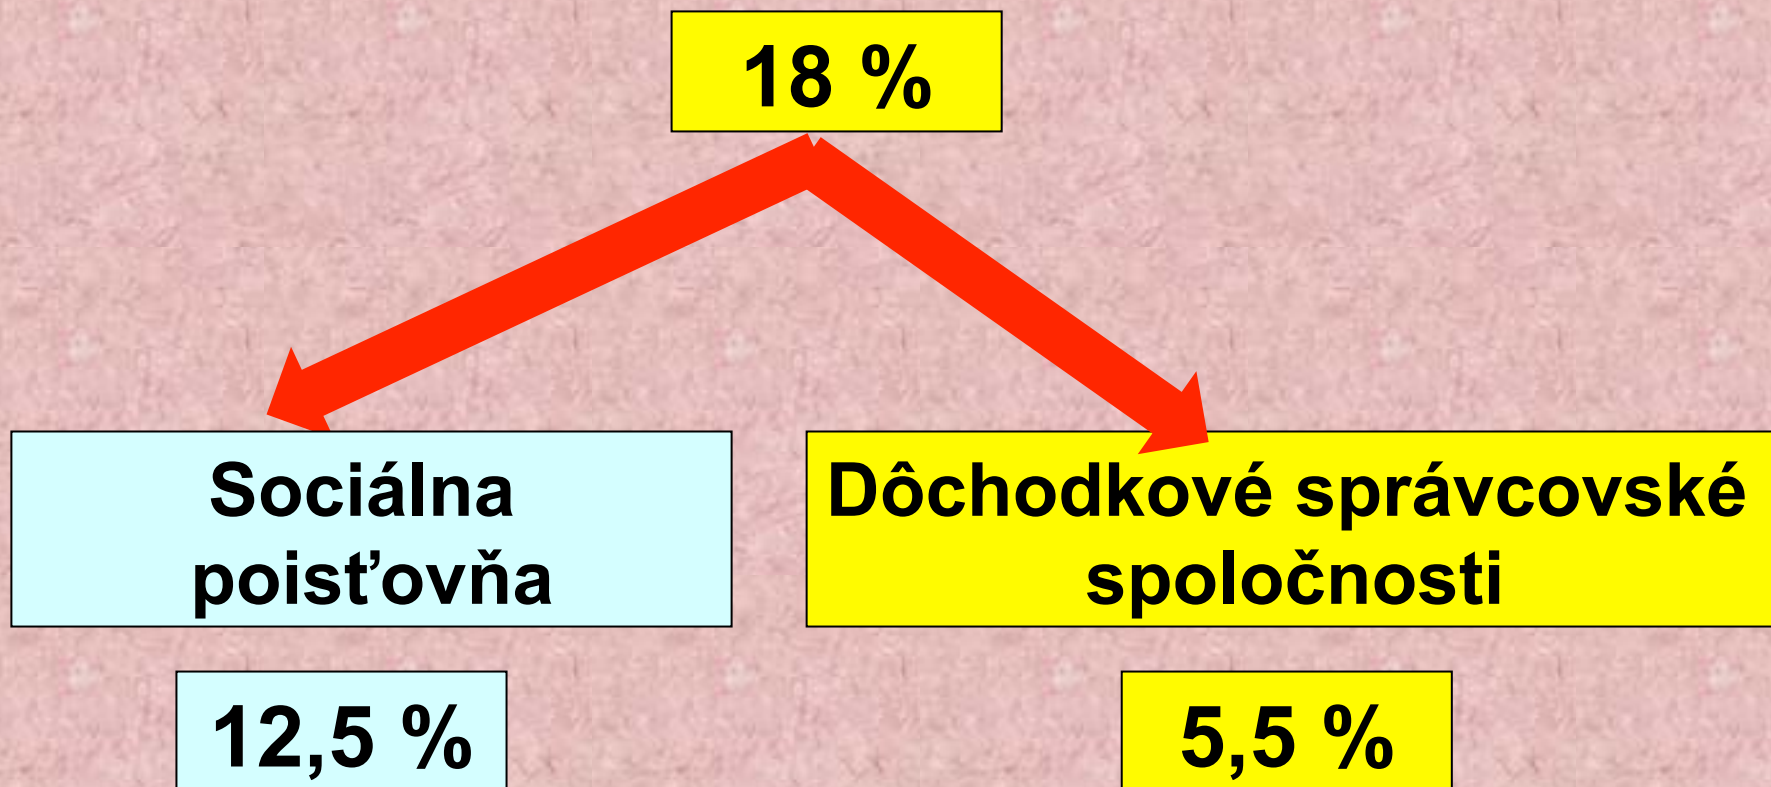 18 %
Sociálna
poisťovňa
Dôchodkové správcovské
spoločnosti
12,5 %
5,5 %